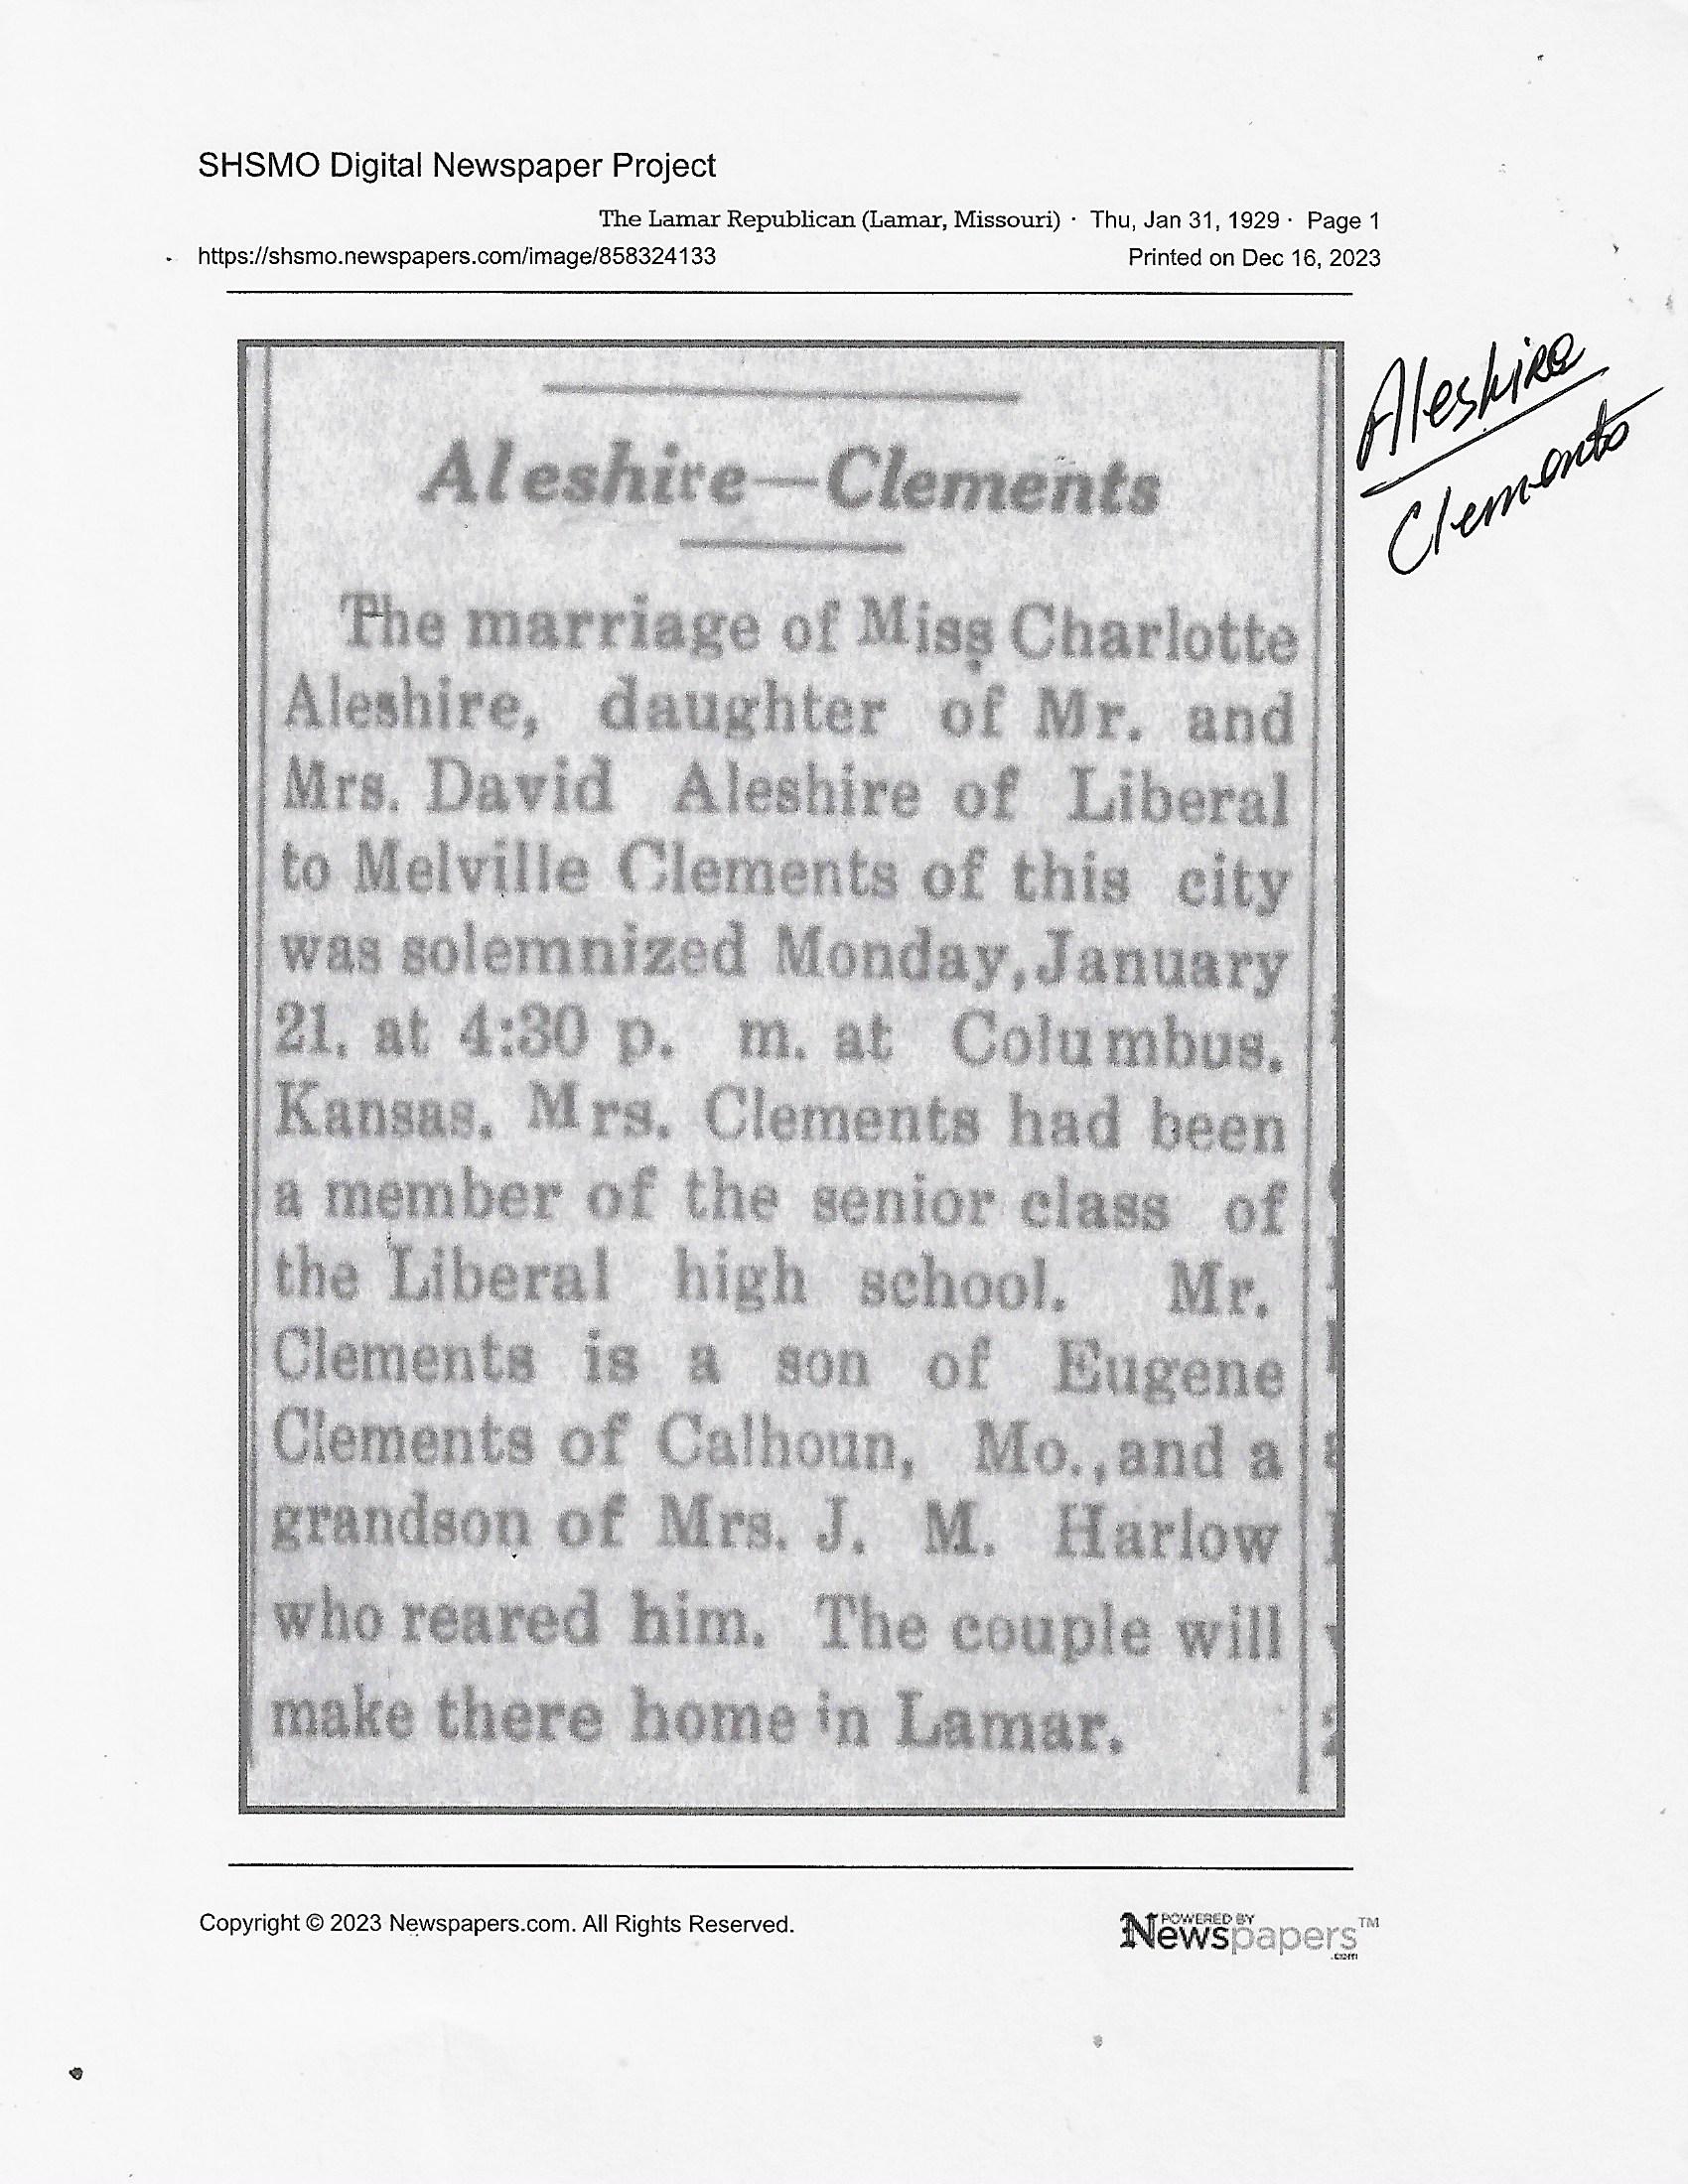 SHSMO Digital Newspaper Project
The Lamar Republican (Lamar, Missouri) · Thu, Jan 31, 1929 · Page 1
https://shsmo.newspapers.com/image/858324133
Printed on Dec 16, 2023
Aleshire
Clements
Aleshire—Clements
The marriage of Miss Charlotte
Aleshire, daughter of Mr. and
Mrs. David Aleshire of Liberal
to Melville Clements of this city
was solemnized Monday, January
21, at 4:30 p. m. at Columbus.
Kansas. Mrs. Clements had been
a member of the senior class of
the Liberal high school. Mr.
Clements is a son of Eugene
Clements of Calhoun, Mo., and a
grandson of Mrs. J. M. Harlow
who reared him. The couple will
make there home in Lamar.
Copyright © 2023 Newspapers.com. All Rights Reserved.
POWERED BY
Newspapers™
.com